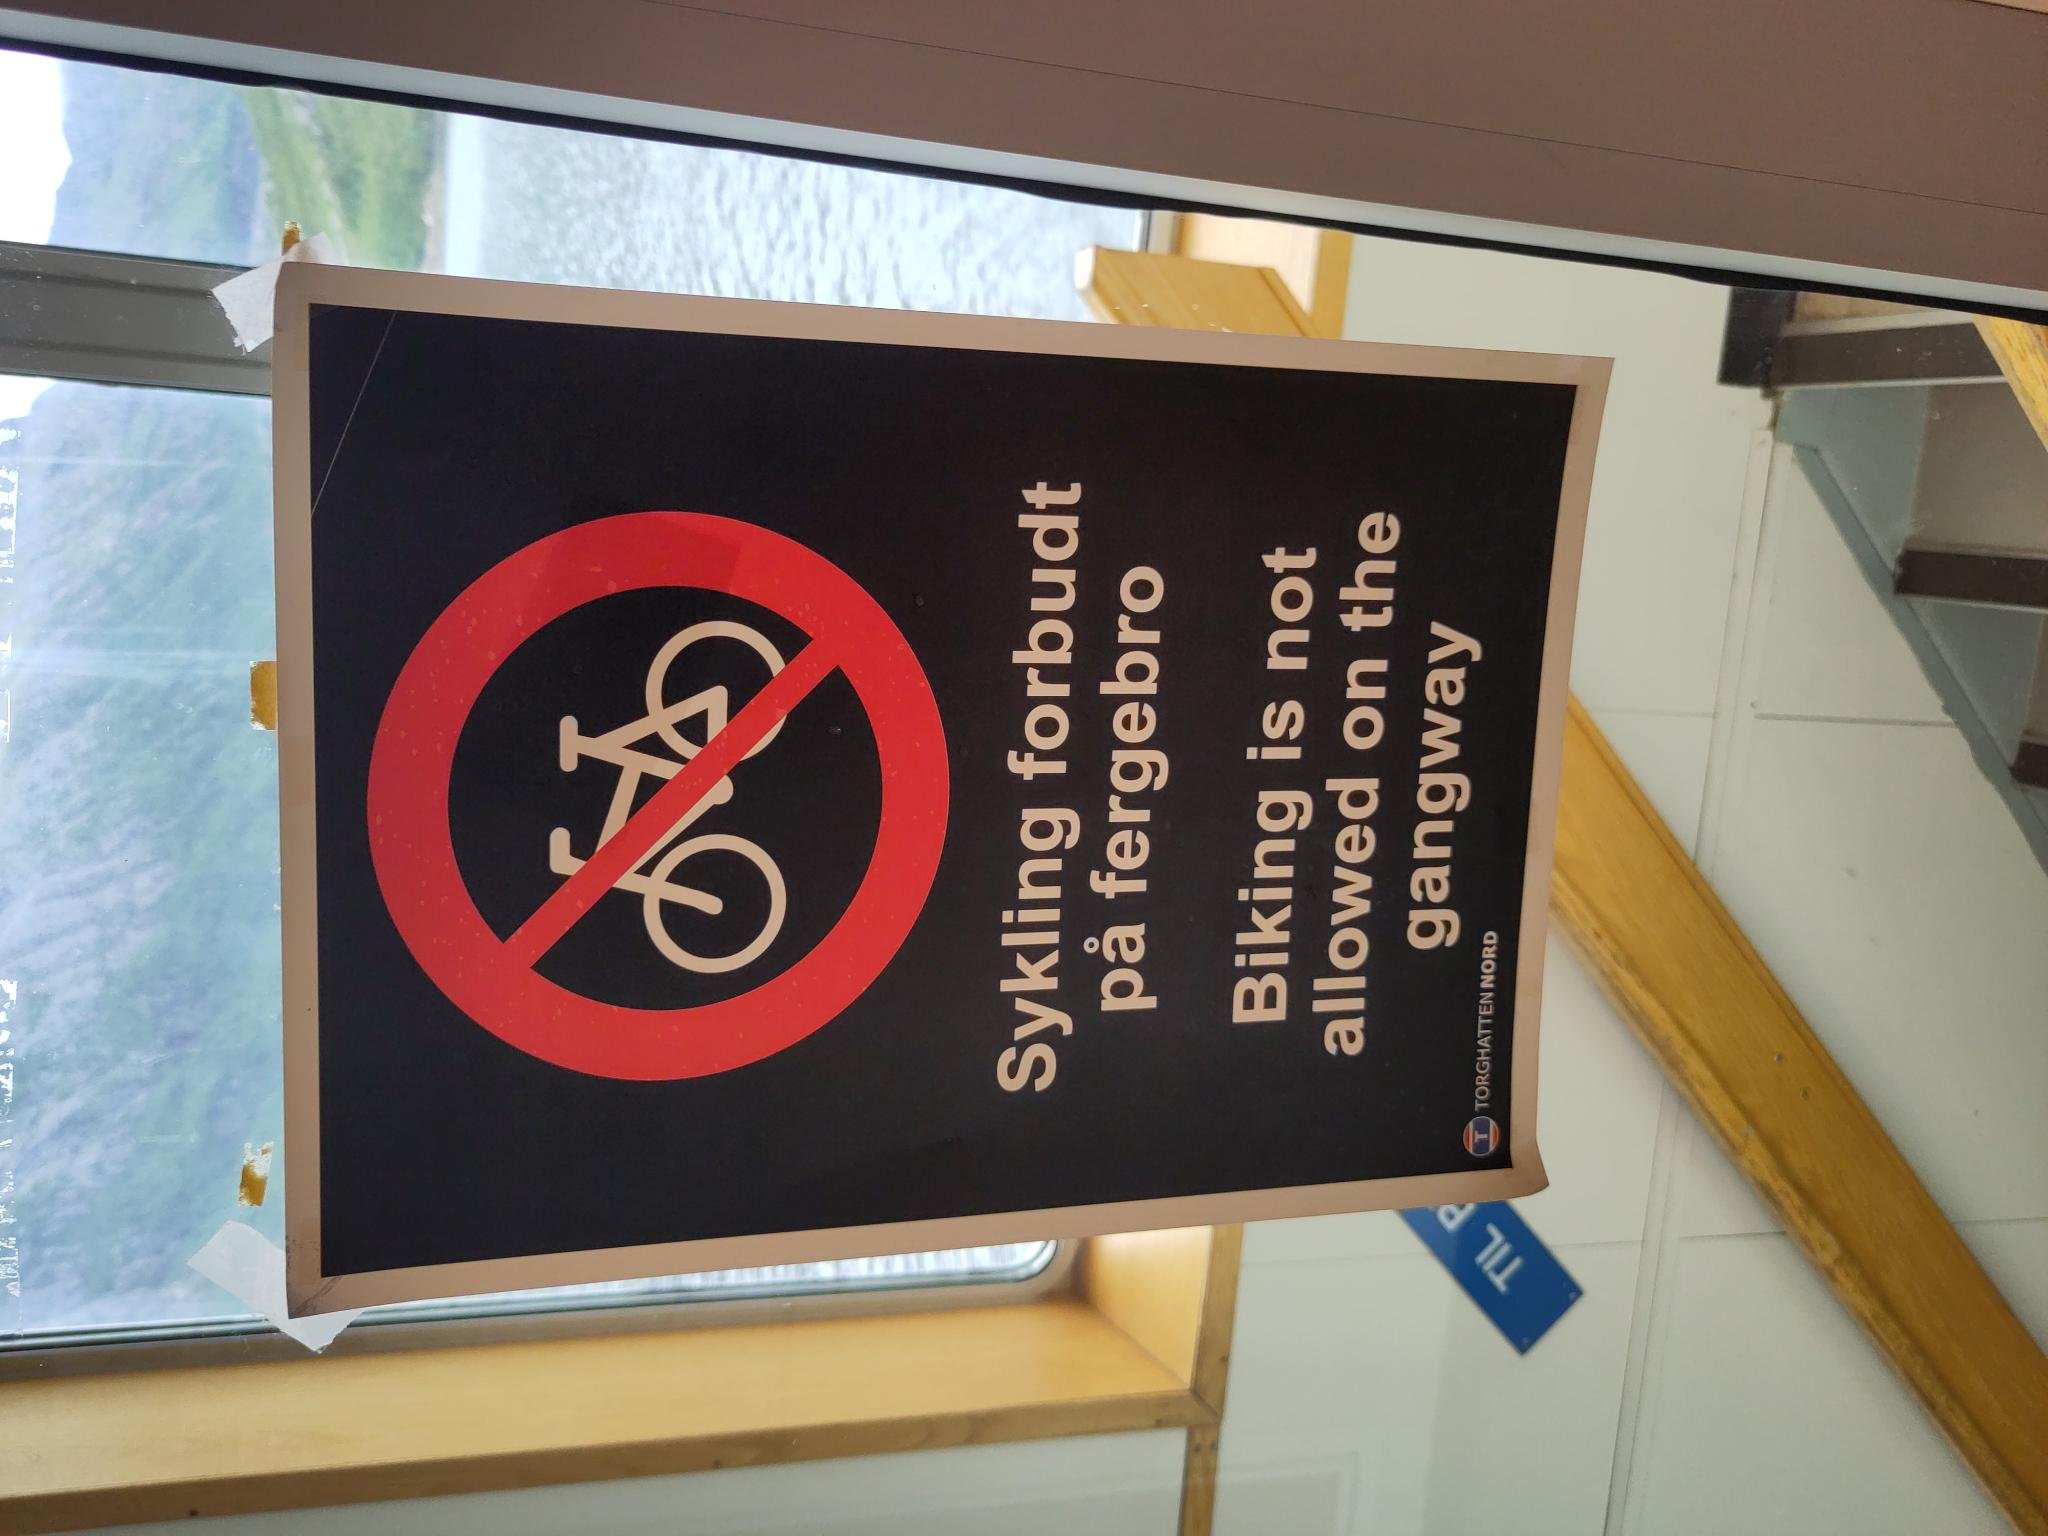 Sykling forbudt
på fergebro
Biking is not
allowed on the
gangway
TORGHATTEN NORD
TIL